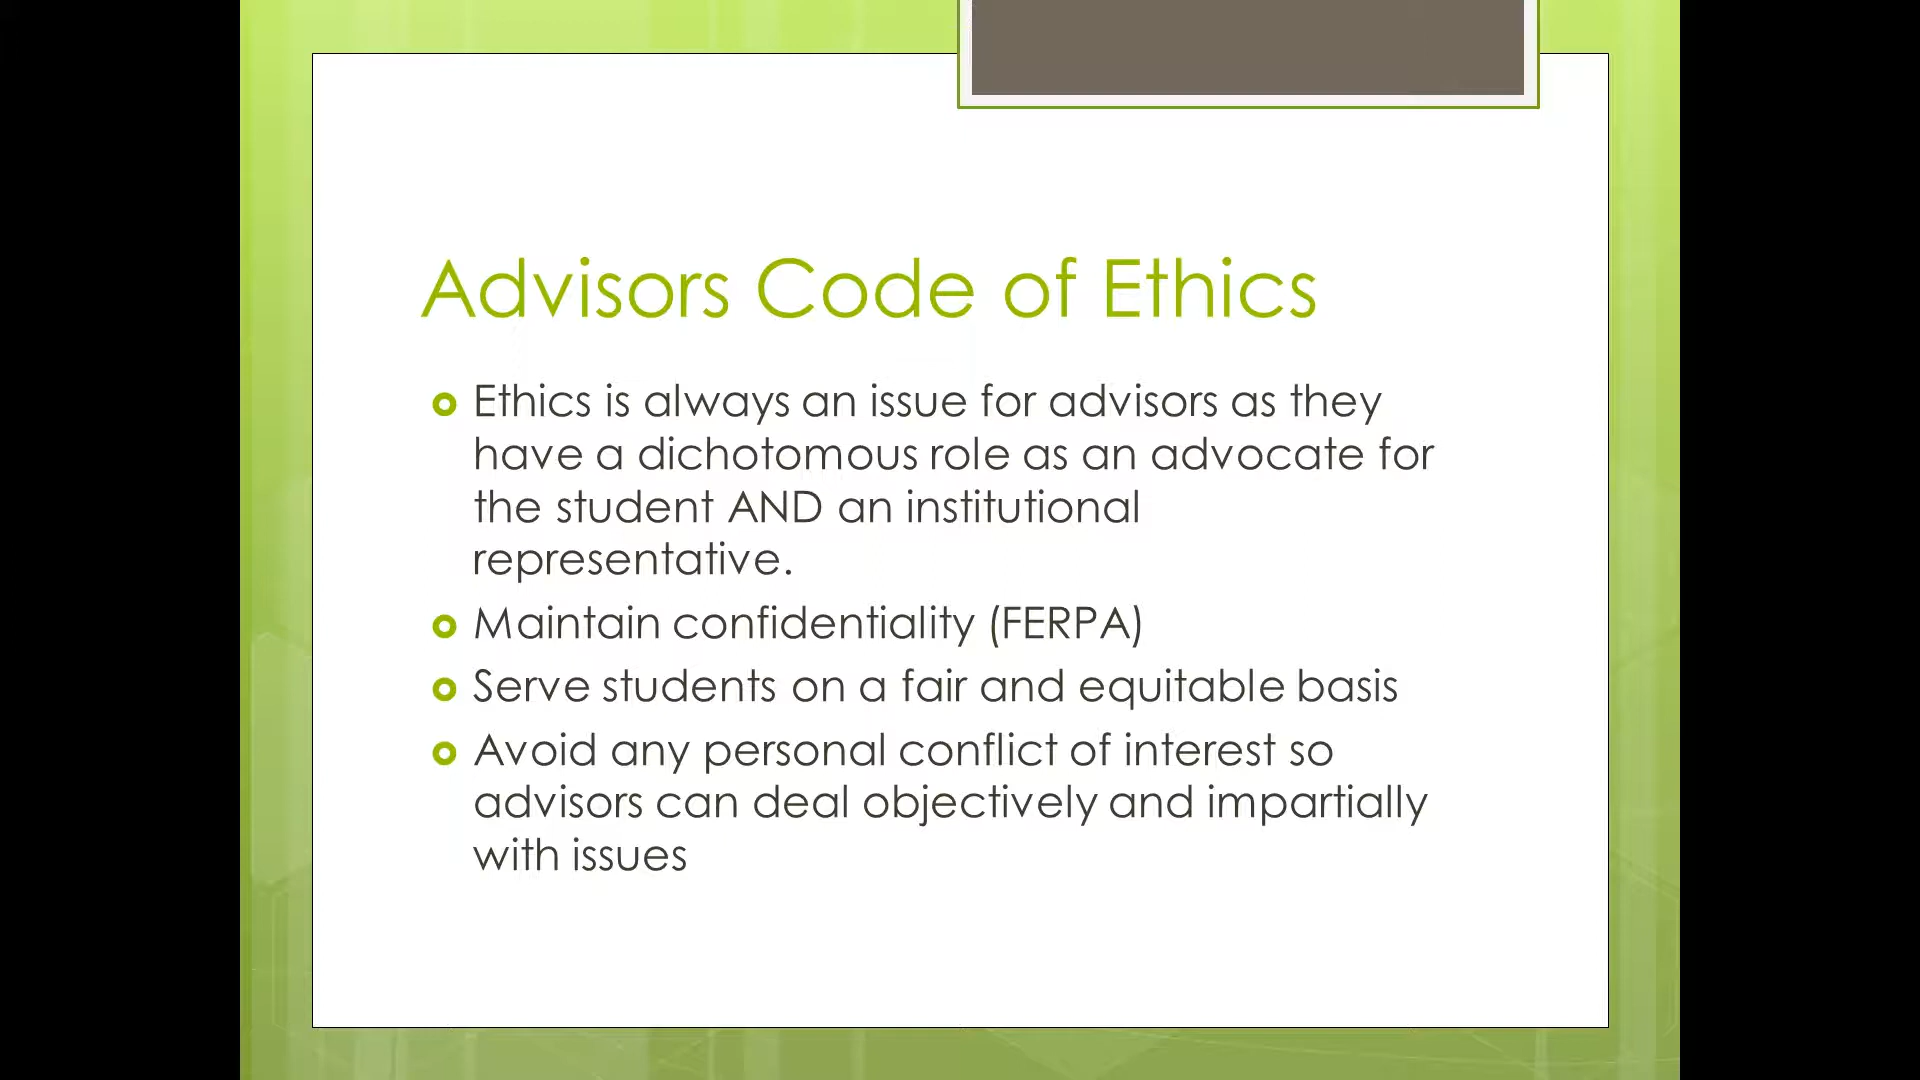 Advisors Code of Ethics
Ethics is always an issue for advisors as they
have a dichotomous role as an advocate for
the student AND an institutional
representative.
Maintain confidentiality (FERPA)
Serve students on a fair and equitable basis
Avoid any personal conflict of interest so
advisors can deal objectively and impartially
with issues